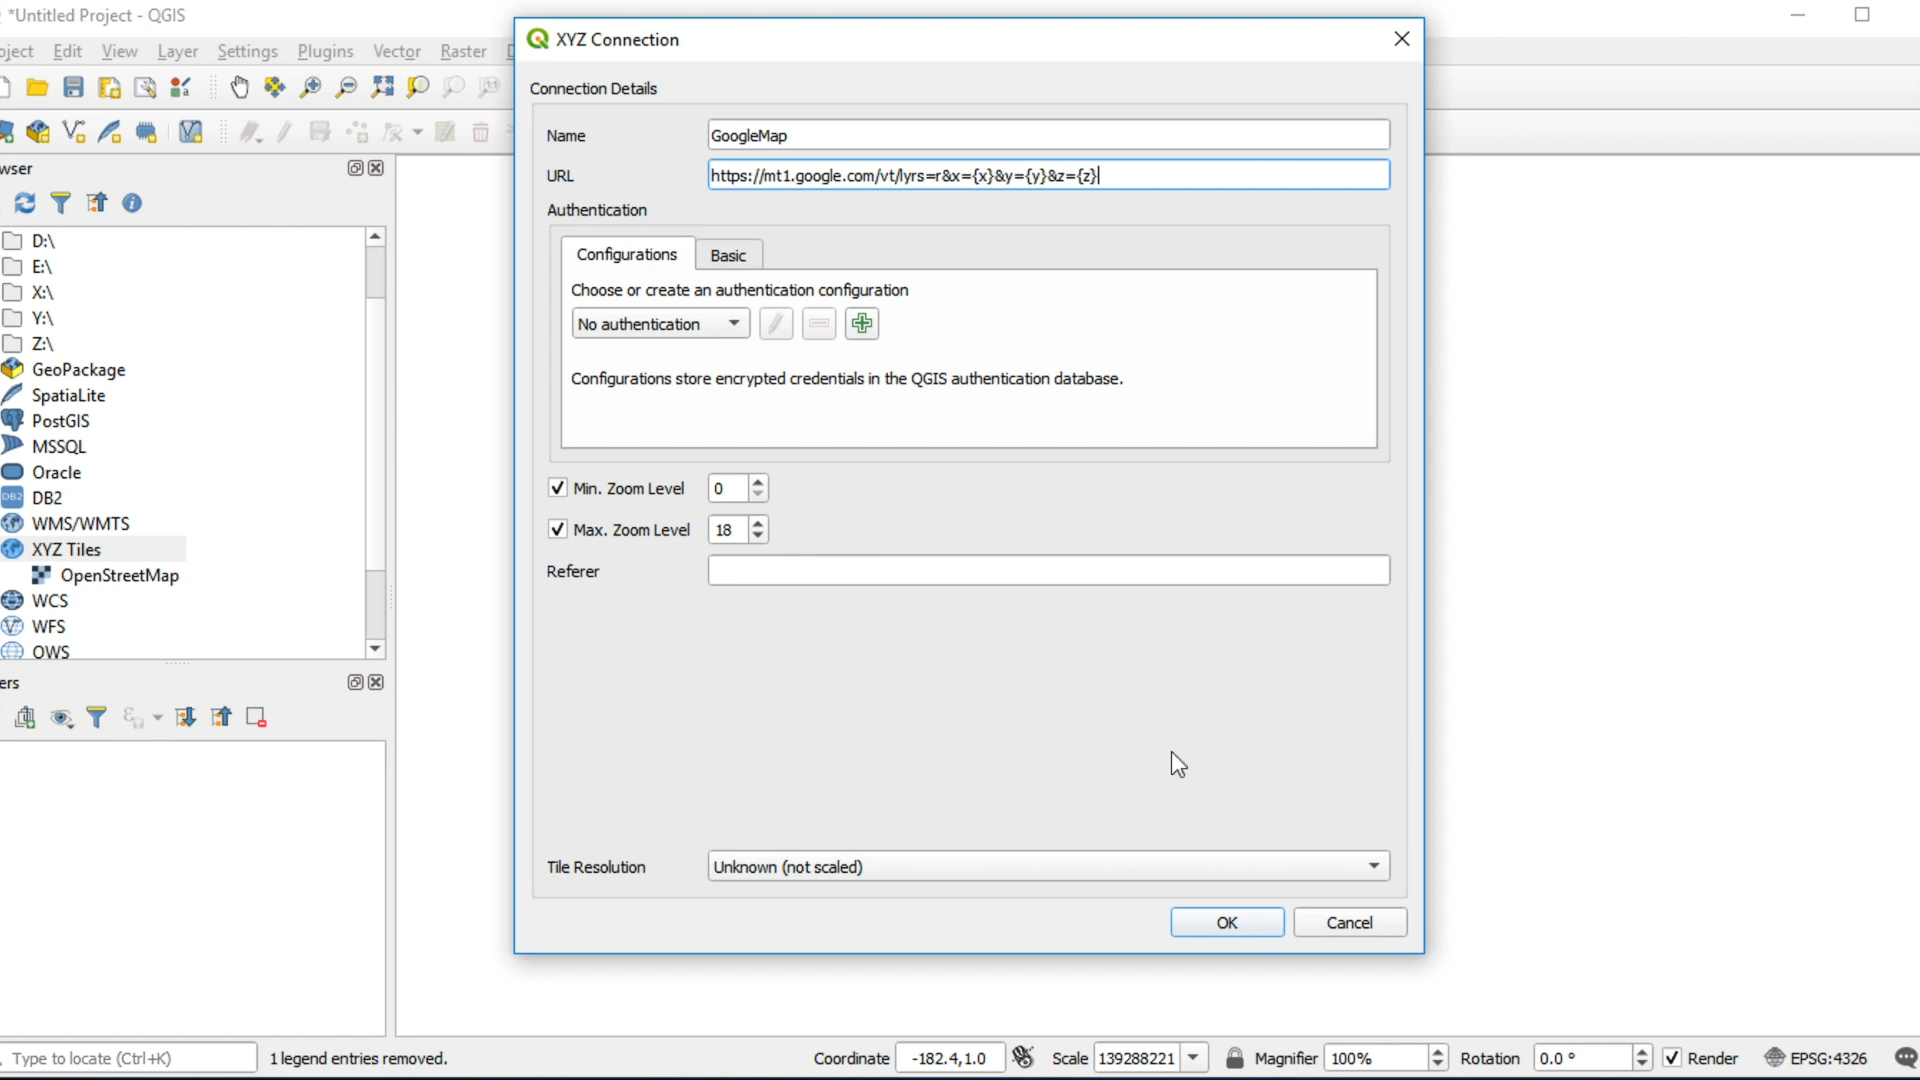 *Untitled Project - QGIS
oject Edit View Layer Settings Plugins Vector Raster D
wser
D:\
E:\
X:\
Y:\
Z:\
GeoPackage
SpatiaLite
PostGIS
MSSQL
Oracle
DB2 DB2
WMS/WMTS
XYZ Tiles
OpenStreetMap
WCS
WFS
OWS
ers
XYZ Connection
Connection Details
Name GoogleMap
URL https://mt1.google.com/vt/lyrs=r&x={x}&y={y}&z={z}
Authentication
Configurations Basic
Choose or create an authentication configuration
No authentication
Configurations store encrypted credentials in the QGIS authentication database.
Min. Zoom Level 0
Max. Zoom Level 18
Referer
Tile Resolution Unknown (not scaled)
OK Cancel
Type to locate (Ctrl+K) 1 legend entries removed. Coordinate -182.4,1.0 Scale 139288221 Magnifier 100% Rotation 0.0 ° Render EPSG:4326